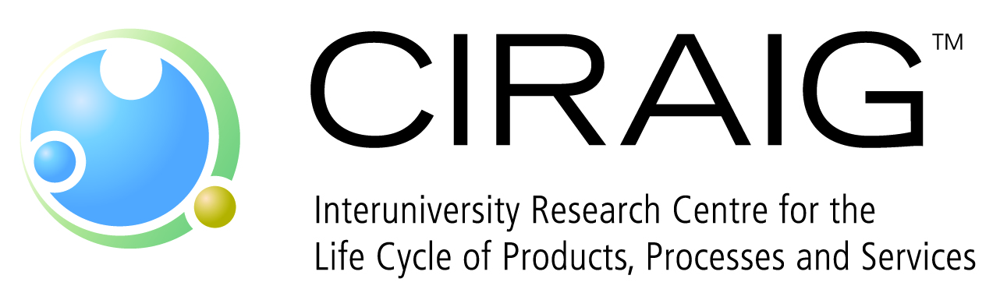 CIRAIG™
Interuniversity Research Centre for the
Life Cycle of Products, Processes and Services